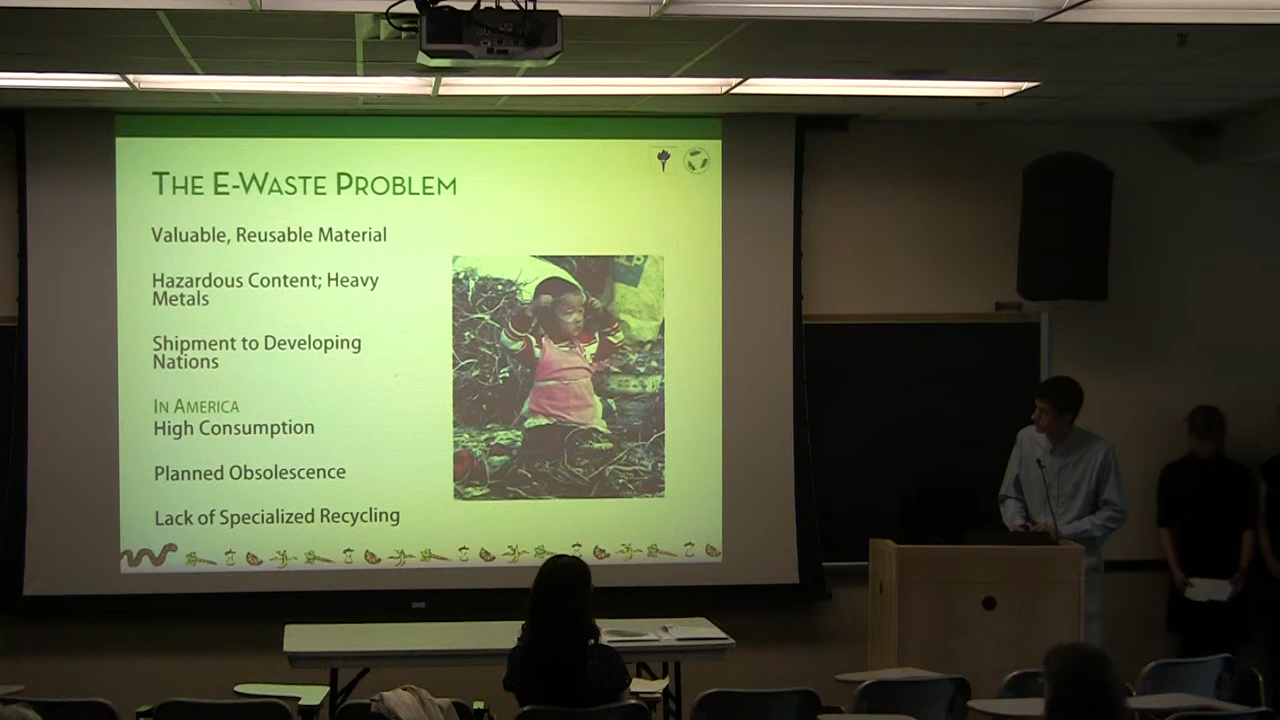 THE E-WASTE PROBLEM
Valuable, Reusable Material
Hazardous Content; Heavy
Metals
Shipment to Developing
Nations
IN AMERICA
High Consumption
Planned Obsolescence
Lack of Specialized Recycling